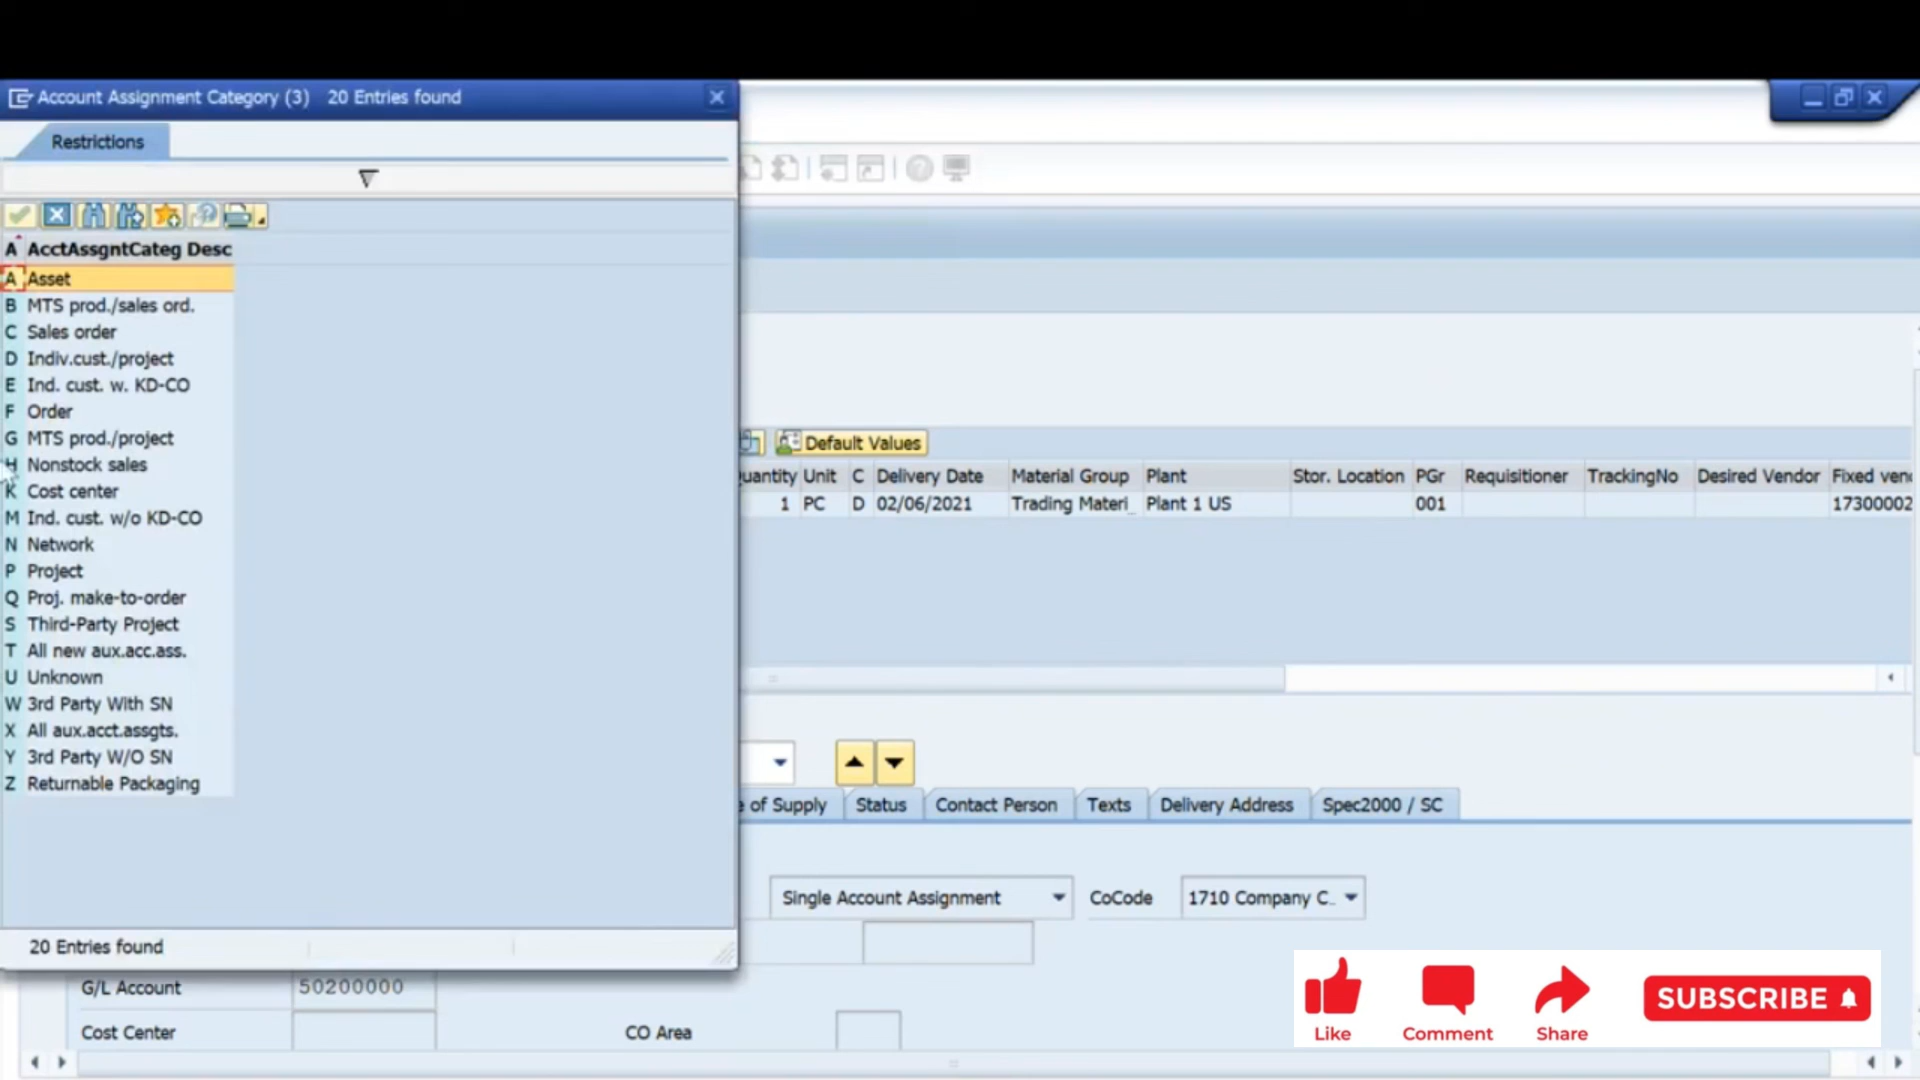 Account Assignment Category (3) 20 Entries found
Restrictions
A AcctAssgntCateg Desc
A Asset
B MTS prod./sales ord.
C Sales order
D Indiv.cust./project
E Ind. cust. w. KD-CO
F Order
G MTS prod./project
H Nonstock sales
K Cost center
M Ind. cust. w/o KD-CO
N Network
P Project
Q Proj. make-to-order
S Third-Party Project
T All new aux.acc.ass.
U Unknown
W 3rd Party With SN
X All aux.acct.assgts.
Y 3rd Party W/O SN
Z Returnable Packaging
20 Entries found
Default Values
uantity Unit C Delivery Date Material Group Plant Stor. Location PGr Requisitioner TrackingNo Desired Vendor Fixed ven
1 PC D 02/06/2021 Trading Materi_ Plant 1 US 001 17300002
e of Supply Status Contact Person Texts Delivery Address Spec2000 / SC
Single Account Assignment CoCode 1710 Company C..
G/L Account 50200000
Cost Center CO Area
Like Comment Share SUBSCRIBE